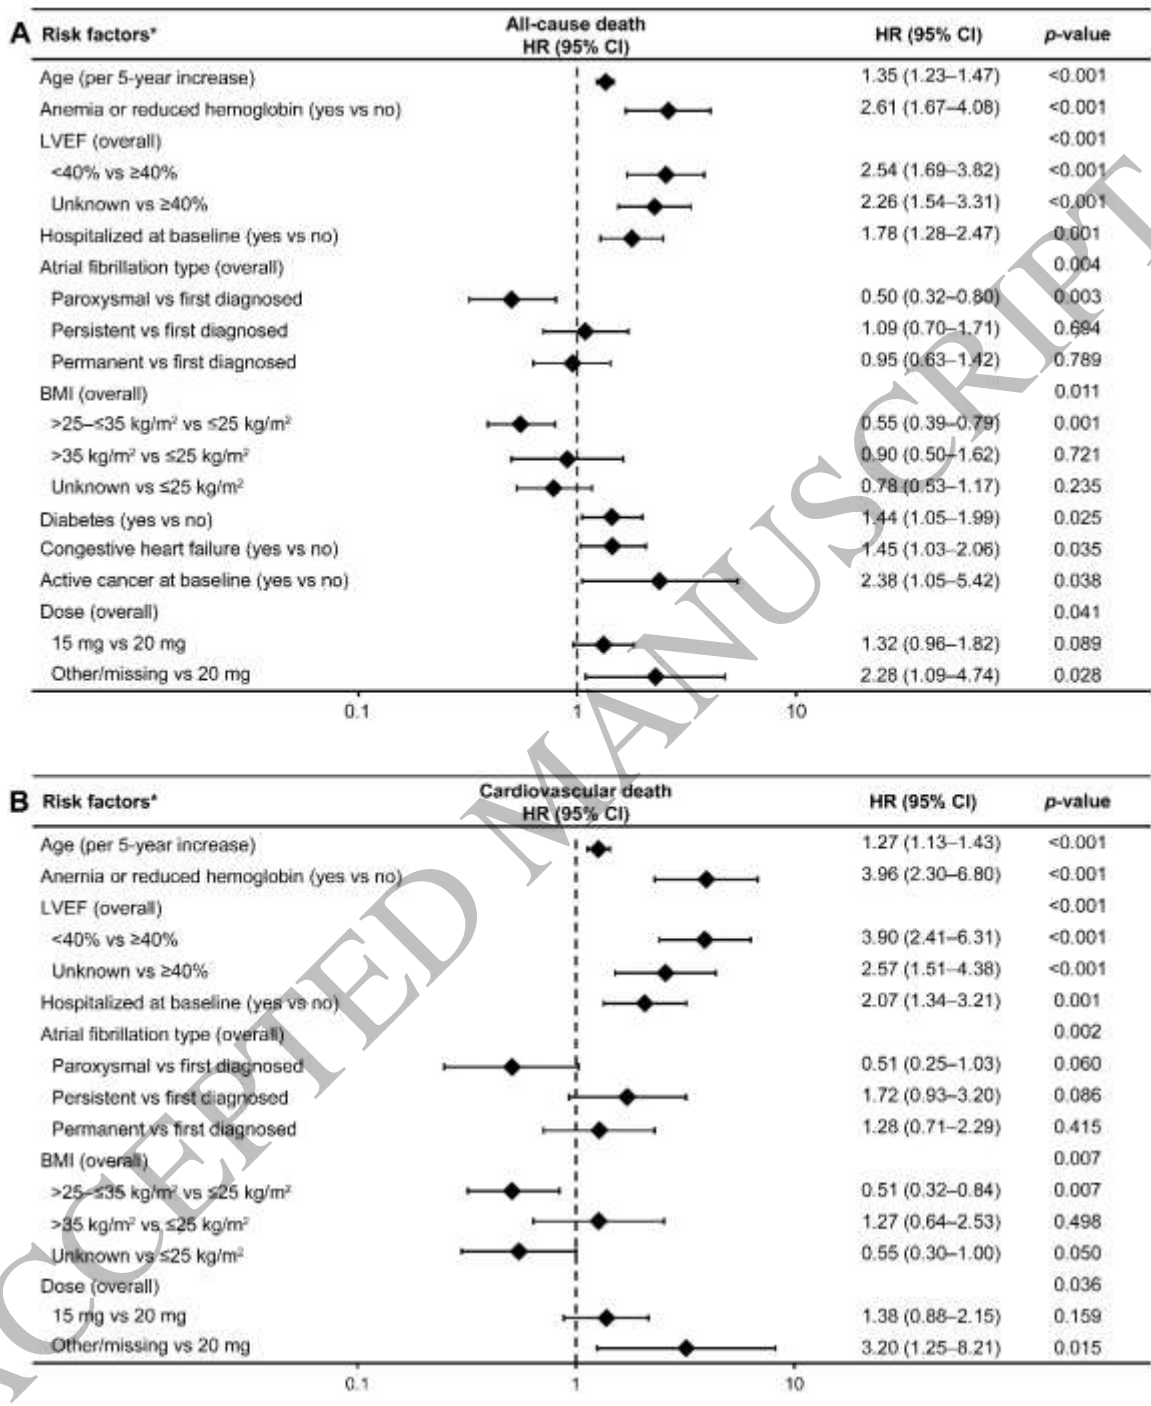 A Risk factors* All-cause death HR (95% CI) HR (95% CI) p-value
Age (per 5-year increase) 1.35 (1.23–1.47) <0.001
Anemia or reduced hemoglobin (yes vs no) 2.61 (1.67–4.08) <0.001
LVEF (overall) <0.001
<40% vs ≥40% 2.54 (1.69–3.82) <0.001
Unknown vs ≥40% 2.26 (1.54–3.31) <0.001
Hospitalized at baseline (yes vs no) 1.78 (1.28–2.47) 0.001
Atrial fibrillation type (overall) 0.004
Paroxysmal vs first diagnosed 0.50 (0.32–0.80) 0.003
Persistent vs first diagnosed 1.09 (0.70–1.71) 0.694
Permanent vs first diagnosed 0.95 (0.63–1.42) 0.789
BMI (overall) 0.011
>25–≤35 kg/m² vs ≤25 kg/m² 0.55 (0.39–0.79) 0.001
>35 kg/m² vs ≤25 kg/m² 0.90 (0.50–1.62) 0.721
Unknown vs ≤25 kg/m² 0.78 (0.53–1.17) 0.235
Diabetes (yes vs no) 1.44 (1.05–1.99) 0.025
Congestive heart failure (yes vs no) 1.45 (1.03–2.06) 0.035
Active cancer at baseline (yes vs no) 2.38 (1.05–5.42) 0.038
Dose (overall) 0.041
15 mg vs 20 mg 1.32 (0.96–1.82) 0.089
Other/missing vs 20 mg 2.28 (1.09–4.74) 0.028
0.1 1 10
B Risk factors* Cardiovascular death HR (95% CI) HR (95% CI) p-value
Age (per 5-year increase) 1.27 (1.13–1.43) <0.001
Anemia or reduced hemoglobin (yes vs no) 3.96 (2.30–6.80) <0.001
LVEF (overall) <0.001
<40% vs ≥40% 3.90 (2.41–6.31) <0.001
Unknown vs ≥40% 2.57 (1.51–4.38) <0.001
Hospitalized at baseline (yes vs no) 2.07 (1.34–3.21) 0.001
Atrial fibrillation type (overall) 0.002
Paroxysmal vs first diagnosed 0.51 (0.25–1.03) 0.060
Persistent vs first diagnosed 1.72 (0.93–3.20) 0.086
Permanent vs first diagnosed 1.28 (0.71–2.29) 0.415
BMI (overall) 0.007
>25–≤35 kg/m² vs ≤25 kg/m² 0.51 (0.32–0.84) 0.007
>35 kg/m² vs ≤25 kg/m² 1.27 (0.64–2.53) 0.498
Unknown vs ≤25 kg/m² 0.55 (0.30–1.00) 0.050
Dose (overall) 0.036
15 mg vs 20 mg 1.38 (0.88–2.15) 0.159
Other/missing vs 20 mg 3.20 (1.25–8.21) 0.015
0.1 1 10
ACCEPTED MANUSCRIPT